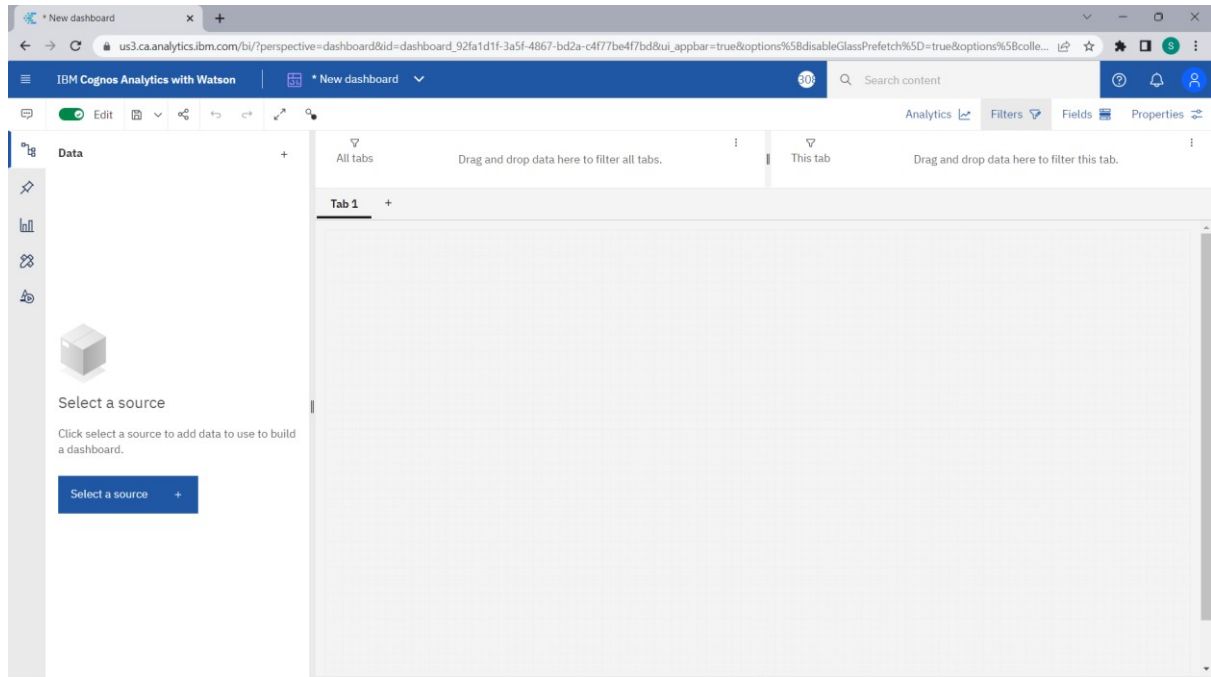 * New dashboard
us3.ca.analytics.ibm.com/bi/?perspective=dashboard&id=dashboard_92fa1d1f-3a5f-4867-bd2a-c4f77be4f7bd&ui_appbar=true&options%5BdisableGlassPrefetch%5D=true&options%5Bcolle...
S
IBM Cognos Analytics with Watson
* New dashboard
30
Search content
Edit
Analytics
Filters
Fields
Properties
Data
All tabs
Drag and drop data here to filter all tabs.
This tab
Drag and drop data here to filter this tab.
Tab 1
Select a source
Click select a source to add data to use to build
a dashboard.
Select a source